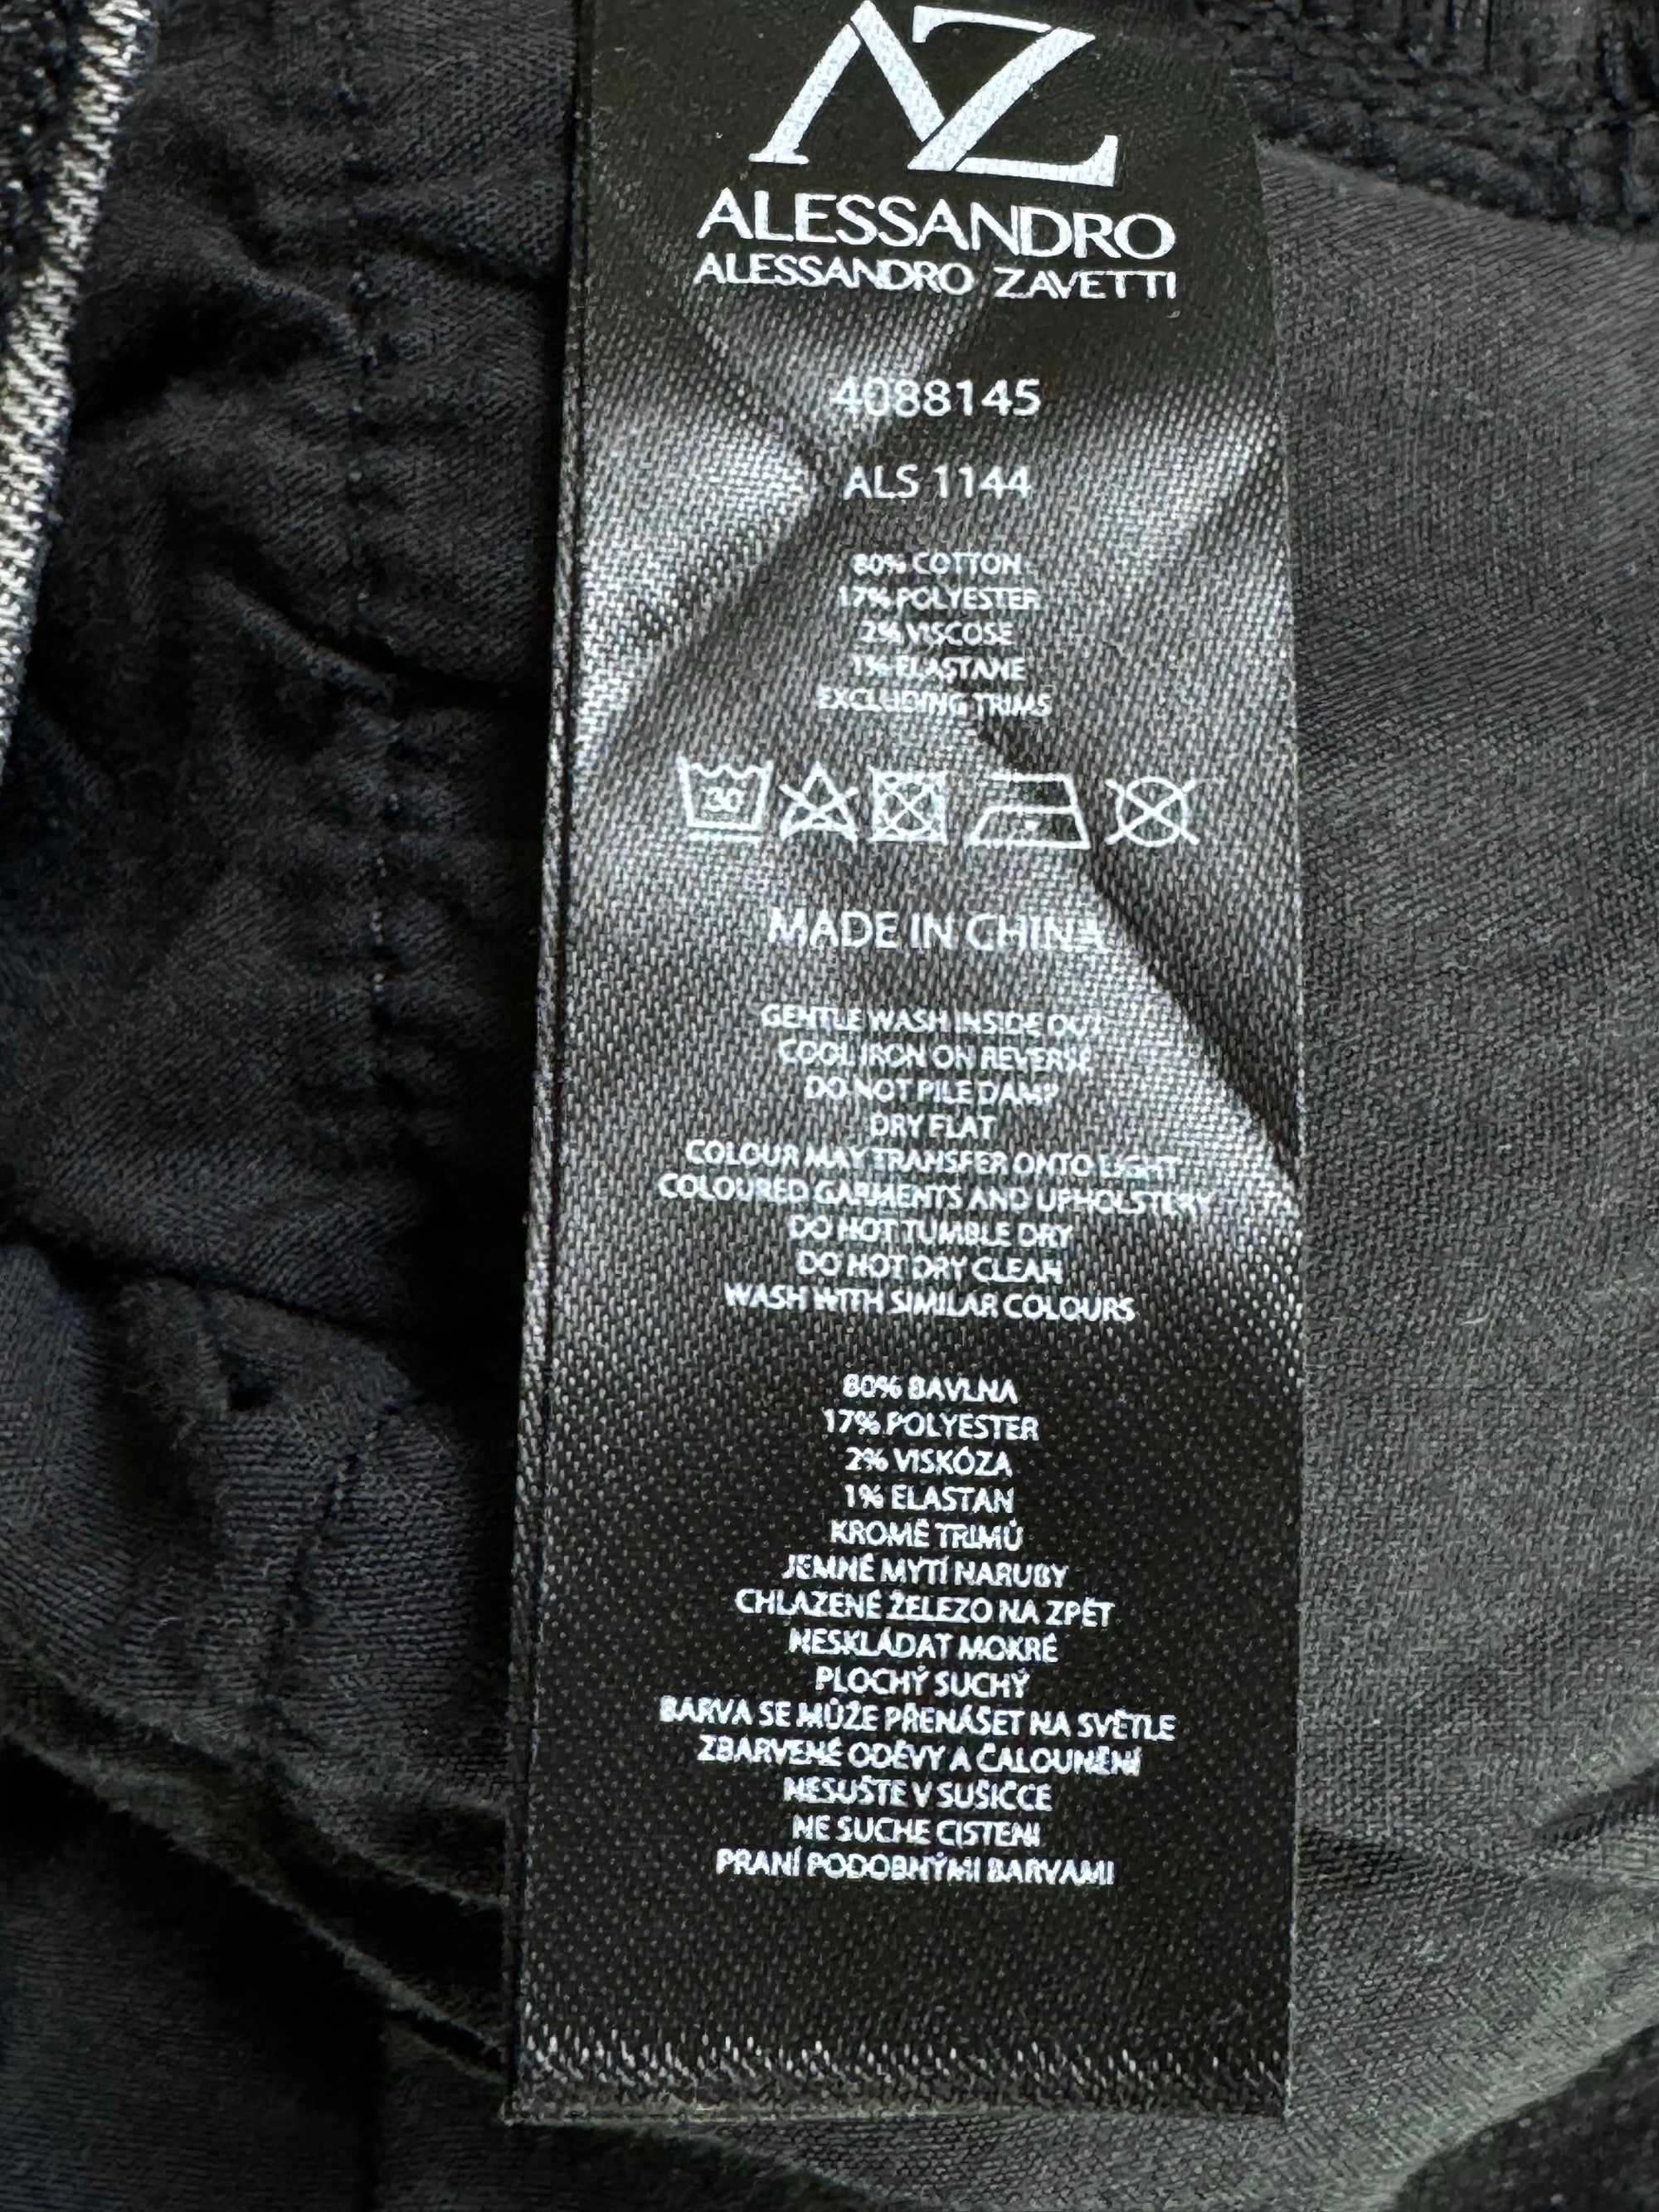 AZ
ALESSANDRO
ALESSANDRO ZAVETTI
4088145
ALS 1144
80% COTTON
17% POLYESTER
2% VISCOSE
1% ELASTANE
EXCLUDING TRIMS
30
MADE IN CHINA
GENTLE WASH INSIDE OUT
COOL IRON ON REVERSE
DO NOT PILE DAMP
DRY FLAT
COLOUR MAY TRANSFER ONTO LIGHT
COLOURED GARMENTS AND UPHOLSTERY
DO NOT TUMBLE DRY
DO NOT DRY CLEAN
WASH WITH SIMILAR COLOURS
80% BAVLNA
17% POLYESTER
2% VISKÓZA
1% ELASTAN
KROMĚ TRIMŮ
JEMNÉ MYTÍ NARUBY
CHLAZENÉ ŽELEZO NA ZPĚT
NESKLÁDAT MOKRÉ
PLOCHÝ SUCHÝ
BARVA SE MŮŽE PŘENÁŠET NA SVĚTLE
ZBARVENÉ ODĚVY A ČALOUNĚNÍ
NESUŠTE V SUŠIČCE
NE SUCHE CISTENI
PRANÍ PODOBNÝMI BARVAMI